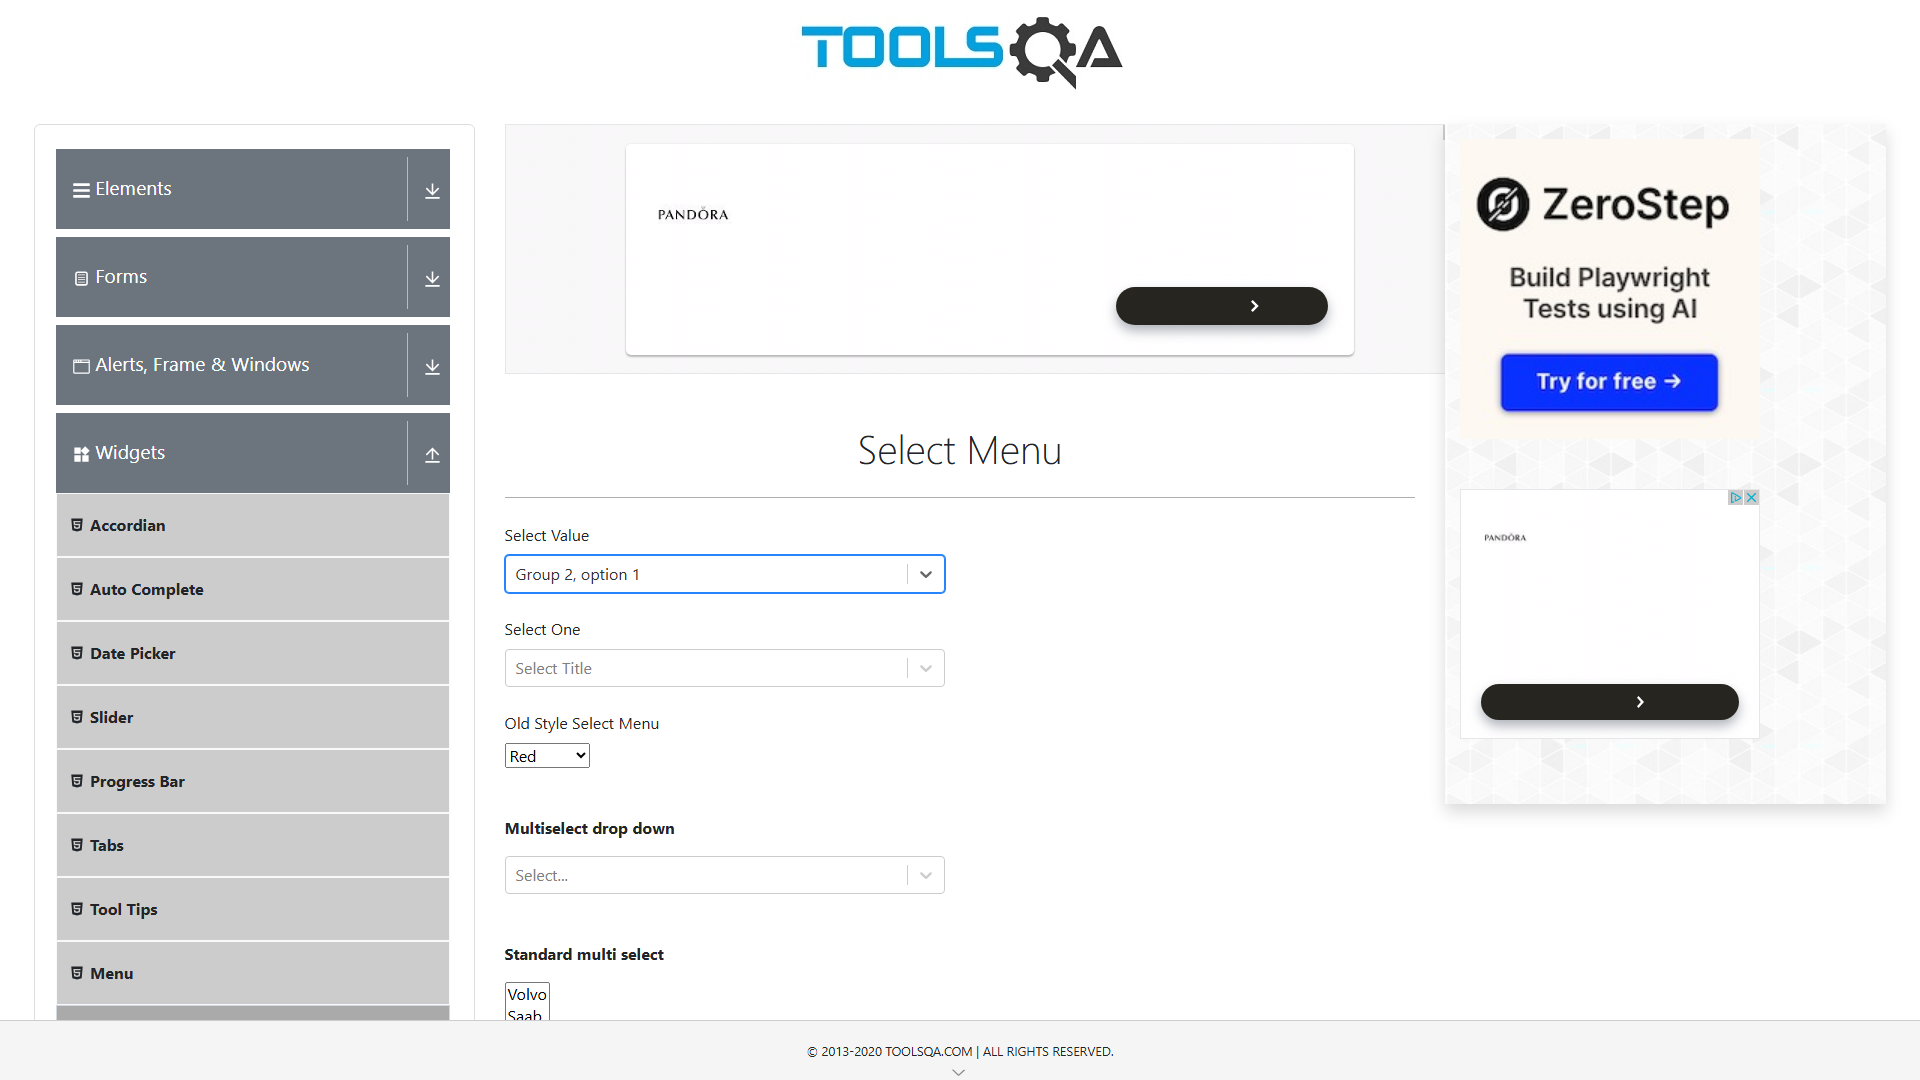 TOOLSQA
Elements
Forms
Alerts, Frame & Windows
Widgets
Accordian
Auto Complete
Date Picker
Slider
Progress Bar
Tabs
Tool Tips
Menu
PANDORA
Select Menu
Select Value
Group 2, option 1
Select One
Select Title
Old Style Select Menu
Red
Multiselect drop down
Select...
Standard multi select
Volvo
Saab
ZeroStep
Build Playwright
Tests using AI
Try for free →
PANDORA
© 2013-2020 TOOLSQA.COM | ALL RIGHTS RESERVED.